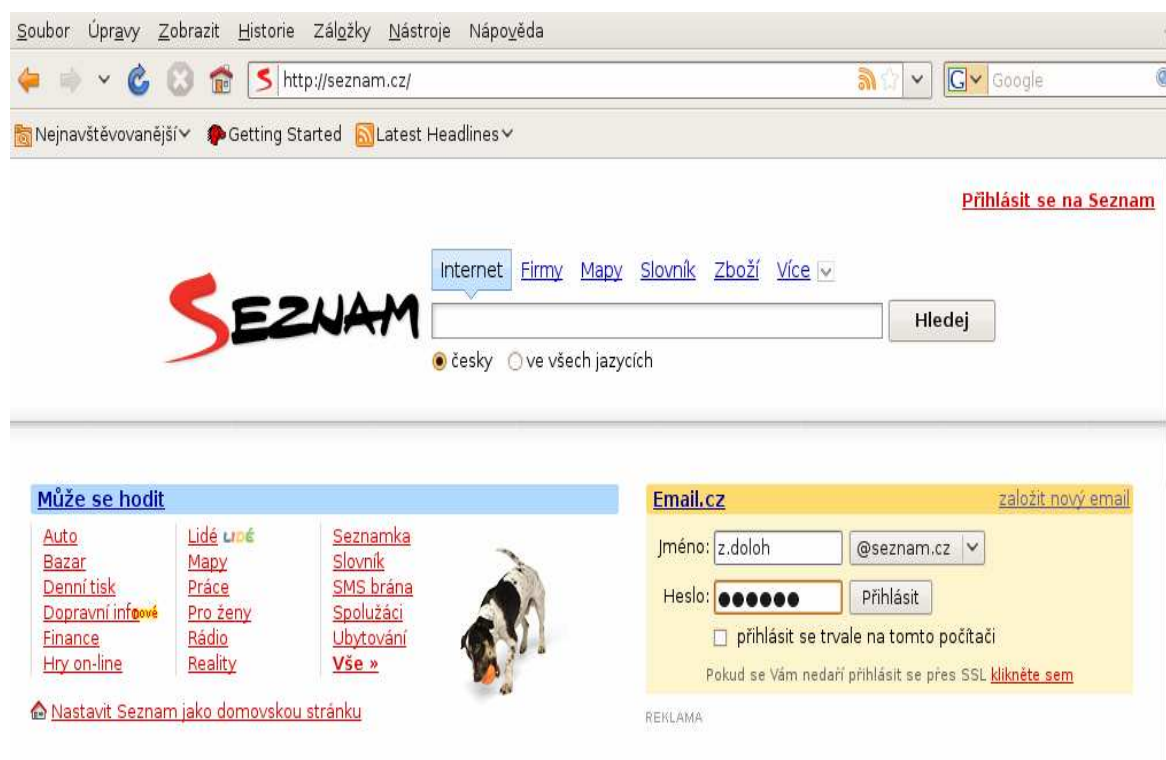 Soubor Úpravy Zobrazit Historie Záložky Nástroje Nápověda
http://seznam.cz/ G Google
Nejnavštěvovanější Getting Started Latest Headlines
Přihlásit se na Seznam
Internet Firmy Mapy Slovník Zboží Více
SEZNAM
Hledej
česky ve všech jazycích
Může se hodit
Auto Lidé LIDÉ Seznamka
Bazar Mapy Slovník
Denní tisk Práce SMS brána
Dopravní info nové Pro ženy Spolužáci
Finance Rádio Ubytování
Hry on-line Reality Vše »
Nastavit Seznam jako domovskou stránku
Email.cz založit nový email
Jméno: z.doloh @seznam.cz
Heslo: ●●●●●● Přihlásit
přihlásit se trvale na tomto počítači
Pokud se Vám nedaří přihlásit se přes SSL klikněte sem
REKLAMA